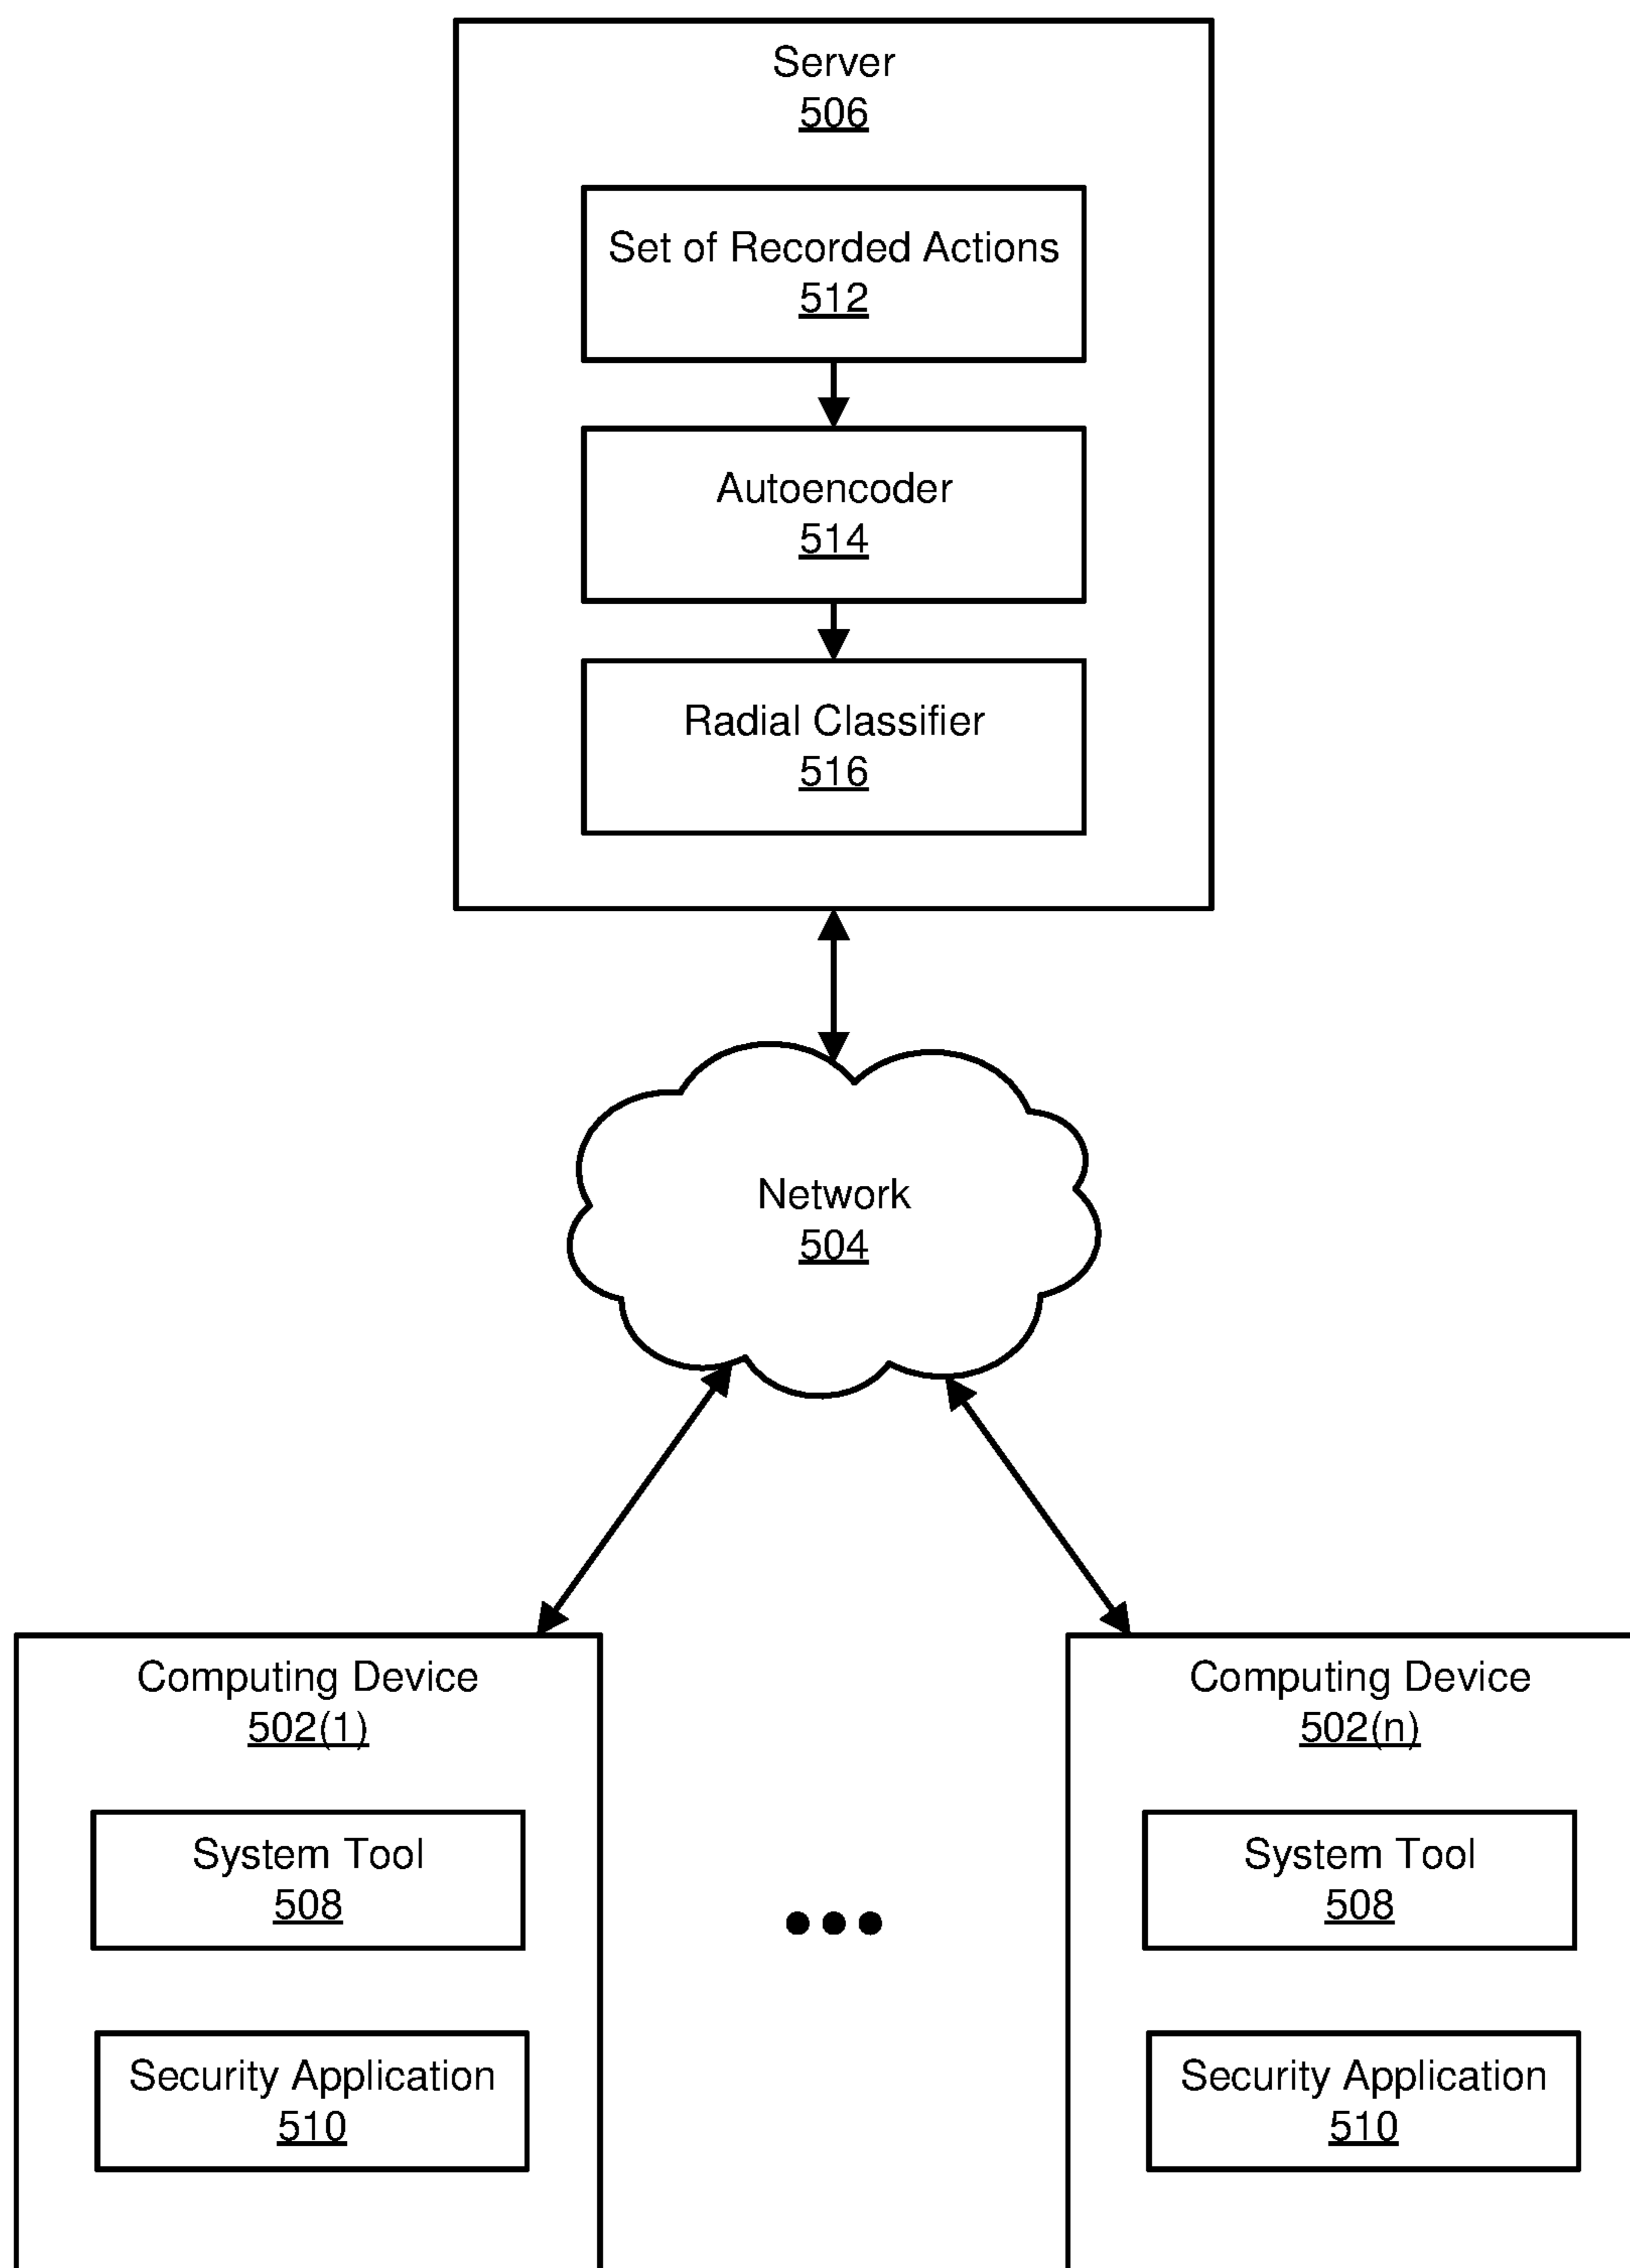 Server
506
Set of Recorded Actions
512
Autoencoder
514
Radial Classifier
516
Network
504
Computing Device
502(1)
System Tool
508
Security Application
510
Computing Device
502(n)
System Tool
508
Security Application
510